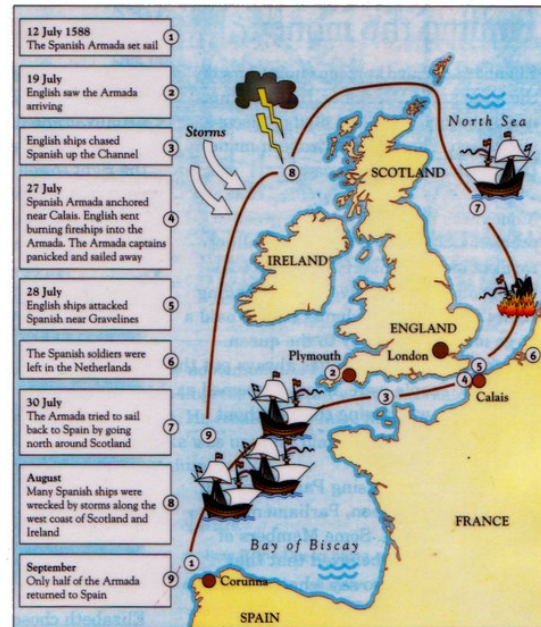 12 July 1588
The Spanish Armada set sail
1
19 July
English saw the Armada
arriving
2
English ships chased
Spanish up the Channel
3
27 July
Spanish Armada anchored
near Calais. English sent
burning fireships into the
Armada. The Armada captains
panicked and sailed away
4
28 July
English ships attacked
Spanish near Gravelines
5
The Spanish soldiers were
left in the Netherlands
6
30 July
The Armada tried to sail
back to Spain by going
north around Scotland
7
August
Many Spanish ships were
wrecked by storms along the
west coast of Scotland and
Ireland
8
September
Only half of the Armada
returned to Spain
9
Storms
8
North Sea
SCOTLAND
7
IRELAND
ENGLAND
Plymouth
London
2
5
6
4
3
Calais
9
FRANCE
Bay of Biscay
1
Corunna
SPAIN